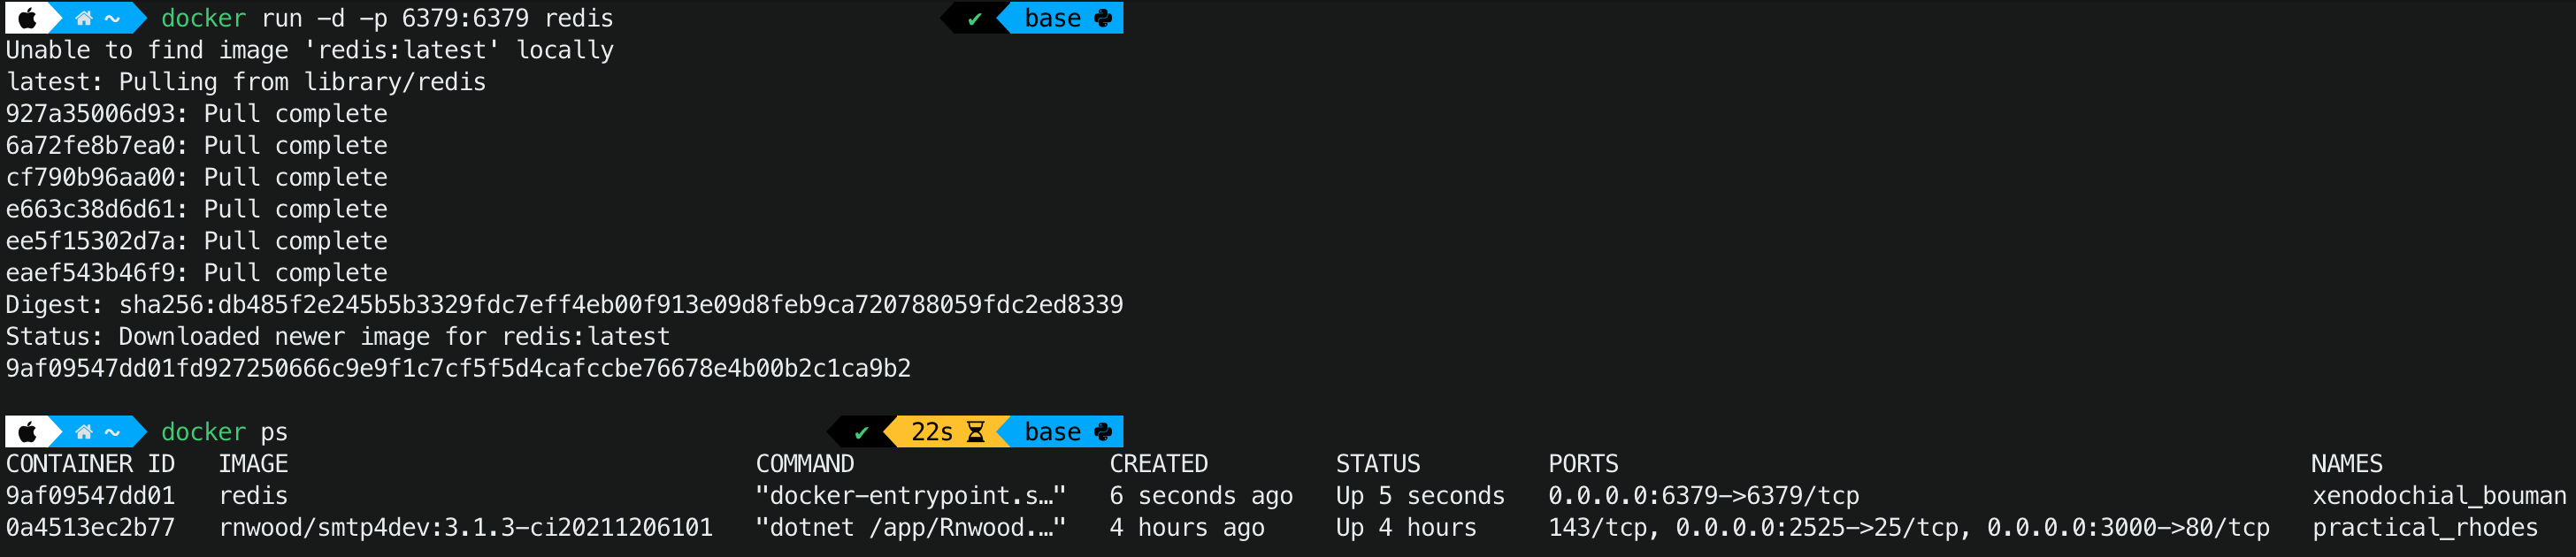 ~ docker run -d -p 6379:6379 redis ✔ base
Unable to find image 'redis:latest' locally
latest: Pulling from library/redis
927a35006d93: Pull complete
6a72fe8b7ea0: Pull complete
cf790b96aa00: Pull complete
e663c38d6d61: Pull complete
ee5f15302d7a: Pull complete
eaef543b46f9: Pull complete
Digest: sha256:db485f2e245b5b3329fdc7eff4eb00f913e09d8feb9ca720788059fdc2ed8339
Status: Downloaded newer image for redis:latest
9af09547dd01fd927250666c9e9f1c7cf5f5d4cafccbe76678e4b00b2c1ca9b2
~ docker ps ✔ 22s base
CONTAINER ID IMAGE COMMAND CREATED STATUS PORTS NAMES
9af09547dd01 redis "docker-entrypoint.s…" 6 seconds ago Up 5 seconds 0.0.0.0:6379->6379/tcp xenodochial_bouman
0a4513ec2b77 rnwood/smtp4dev:3.1.3-ci20211206101 "dotnet /app/Rnwood.…" 4 hours ago Up 4 hours 143/tcp, 0.0.0.0:2525->25/tcp, 0.0.0.0:3000->80/tcp practical_rhodes